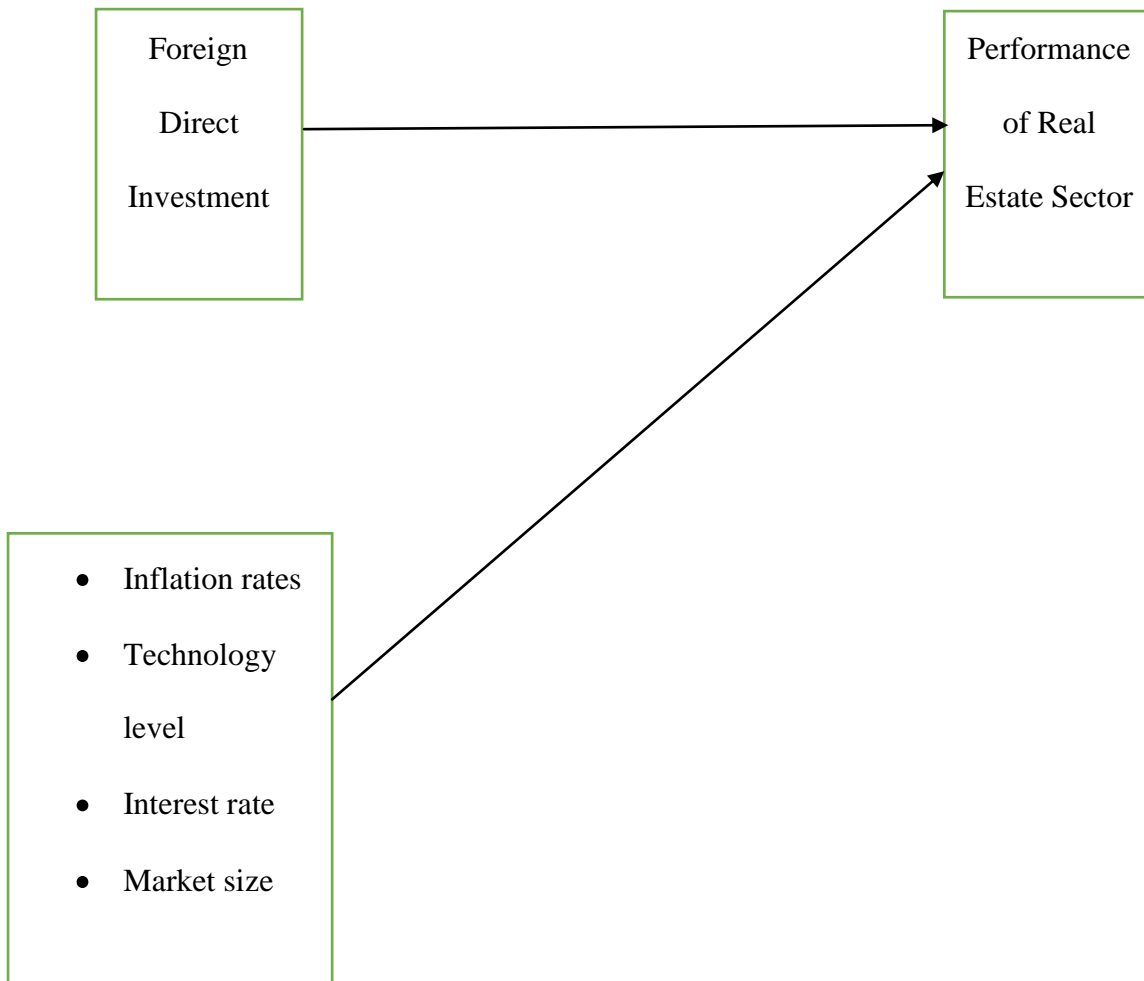 Foreign
Direct
Investment
Performance
of Real
Estate Sector
• Inflation rates
• Technology
level
• Interest rate
• Market size